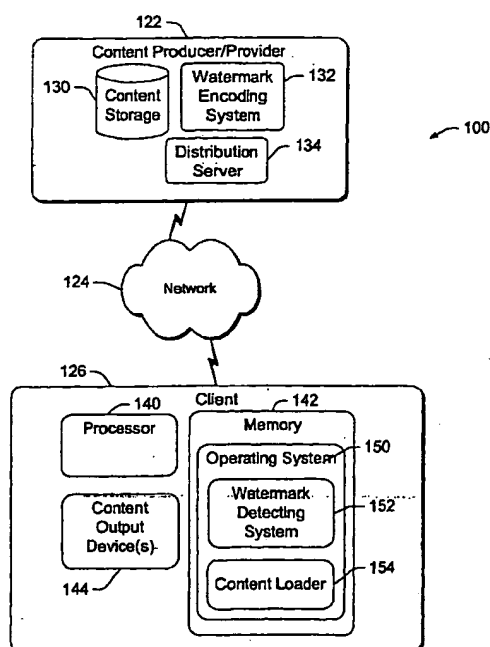 122
Content Producer/Provider
130
Content
Storage
Watermark
Encoding
System
132
Distribution
Server
134
100
124
Network
126
Client
140
Processor
142
Memory
Operating System
150
Watermark
Detecting
System
152
Content
Output
Device(s)
144
Content Loader
154